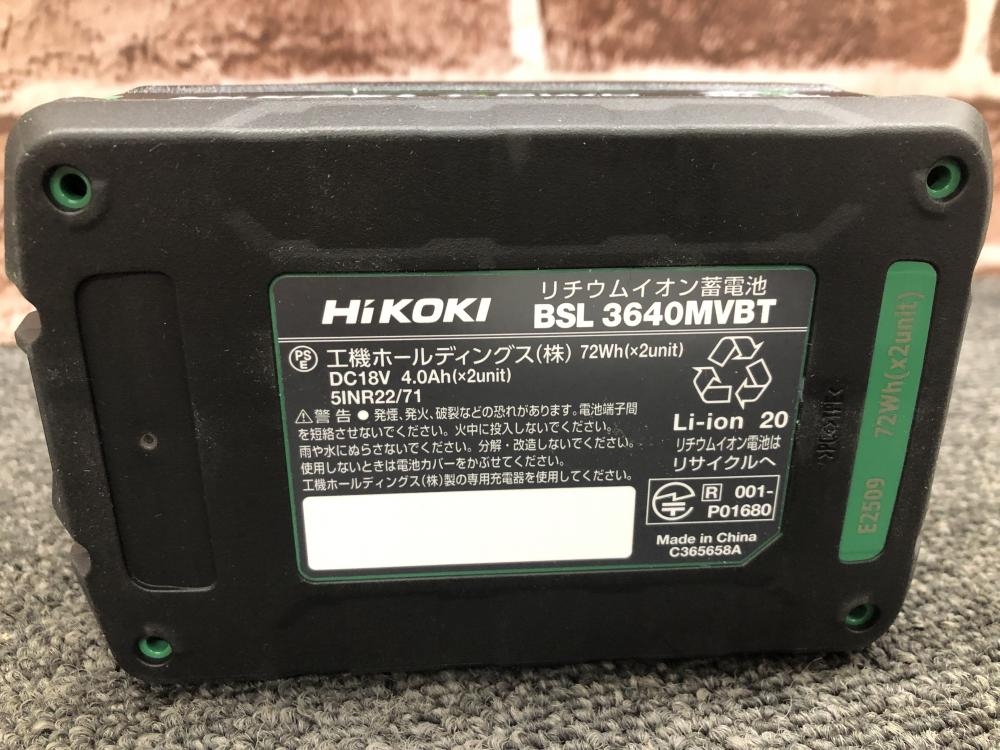 リチウムイオン蓄電池
HiKOKI BSL 3640MVBT
PS E 工機ホールディングス(株) 72Wh(×2unit)
DC18V 4.0Ah(×2unit)
5INR22/71
⚠警告 ● 発煙、発火、破裂などの恐れがあります。電池端子間
を短絡させないでください。火中に投入しないでください。
雨や水にぬらさないでください。分解・改造しないでください。
使用しないときは電池カバーをかぶせてください。
工機ホールディングス(株)製の専用充電器を使用してください。
Li-ion 20
リチウムイオン電池は
リサイクルへ
R 001-
P01680
Made in China
C365658A
E2509 72Wh(x2unit)